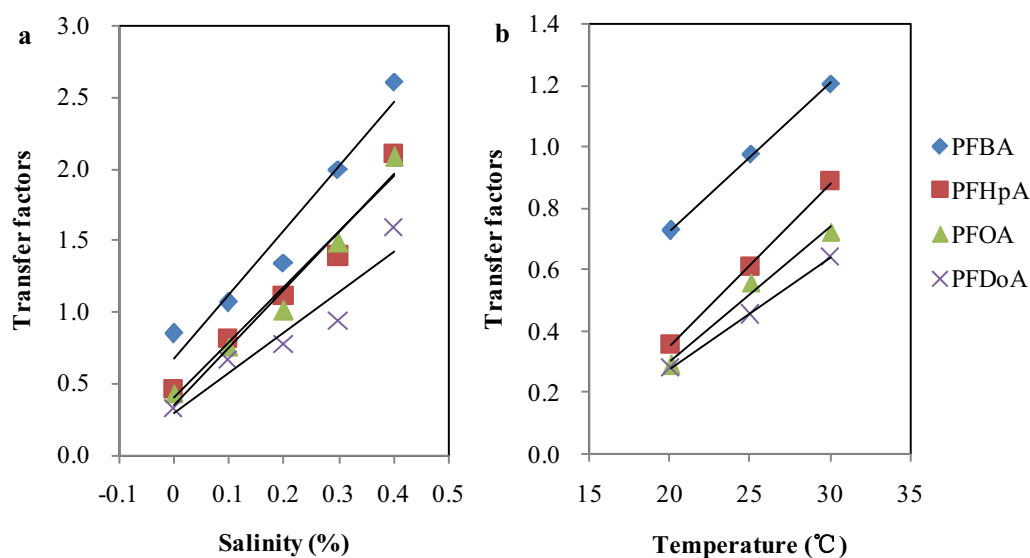 a
Transfer factors
3.0
2.5
2.0
1.5
1.0
0.5
0.0
-0.1 0 0.1 0.2 0.3 0.4 0.5
Salinity (%)
b
Transfer factors
1.4
1.2
1.0
0.8
0.6
0.4
0.2
0.0
15 20 25 30 35
Temperature (℃)
PFBA
PFHpA
PFOA
PFDoA